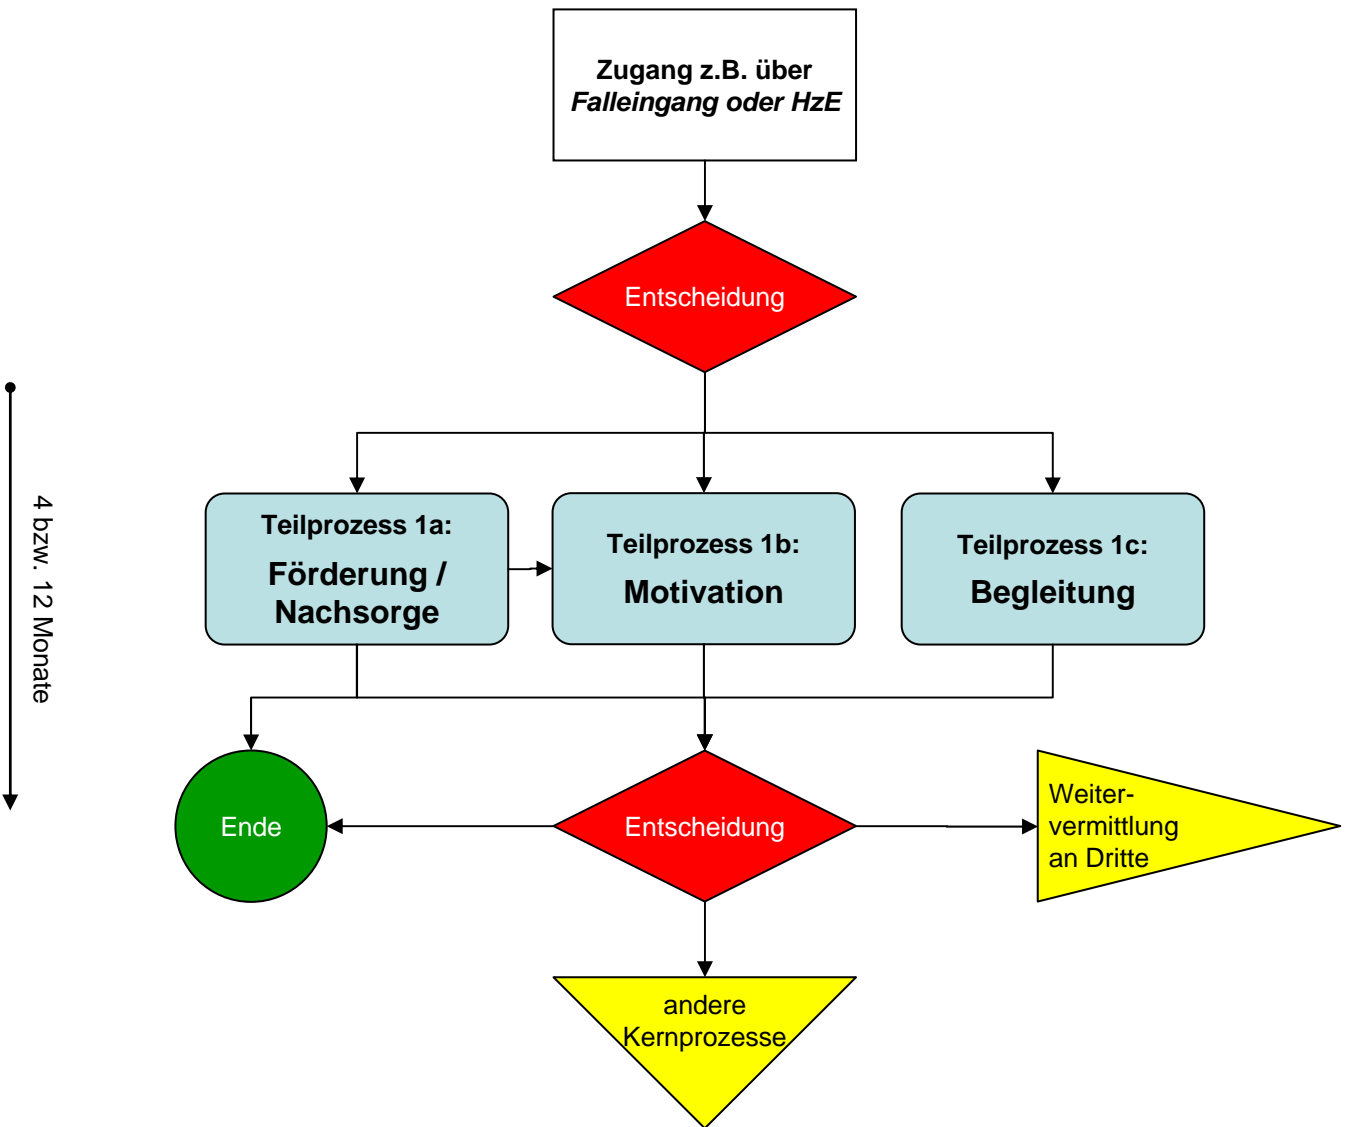 Zugang z.B. über
Falleingang oder HzE
Entscheidung
4 bzw. 12 Monate
Teilprozess 1a:
Förderung /
Nachsorge
Teilprozess 1b:
Motivation
Teilprozess 1c:
Begleitung
Ende
Entscheidung
Weiter-
vermittlung
an Dritte
andere
Kernprozesse